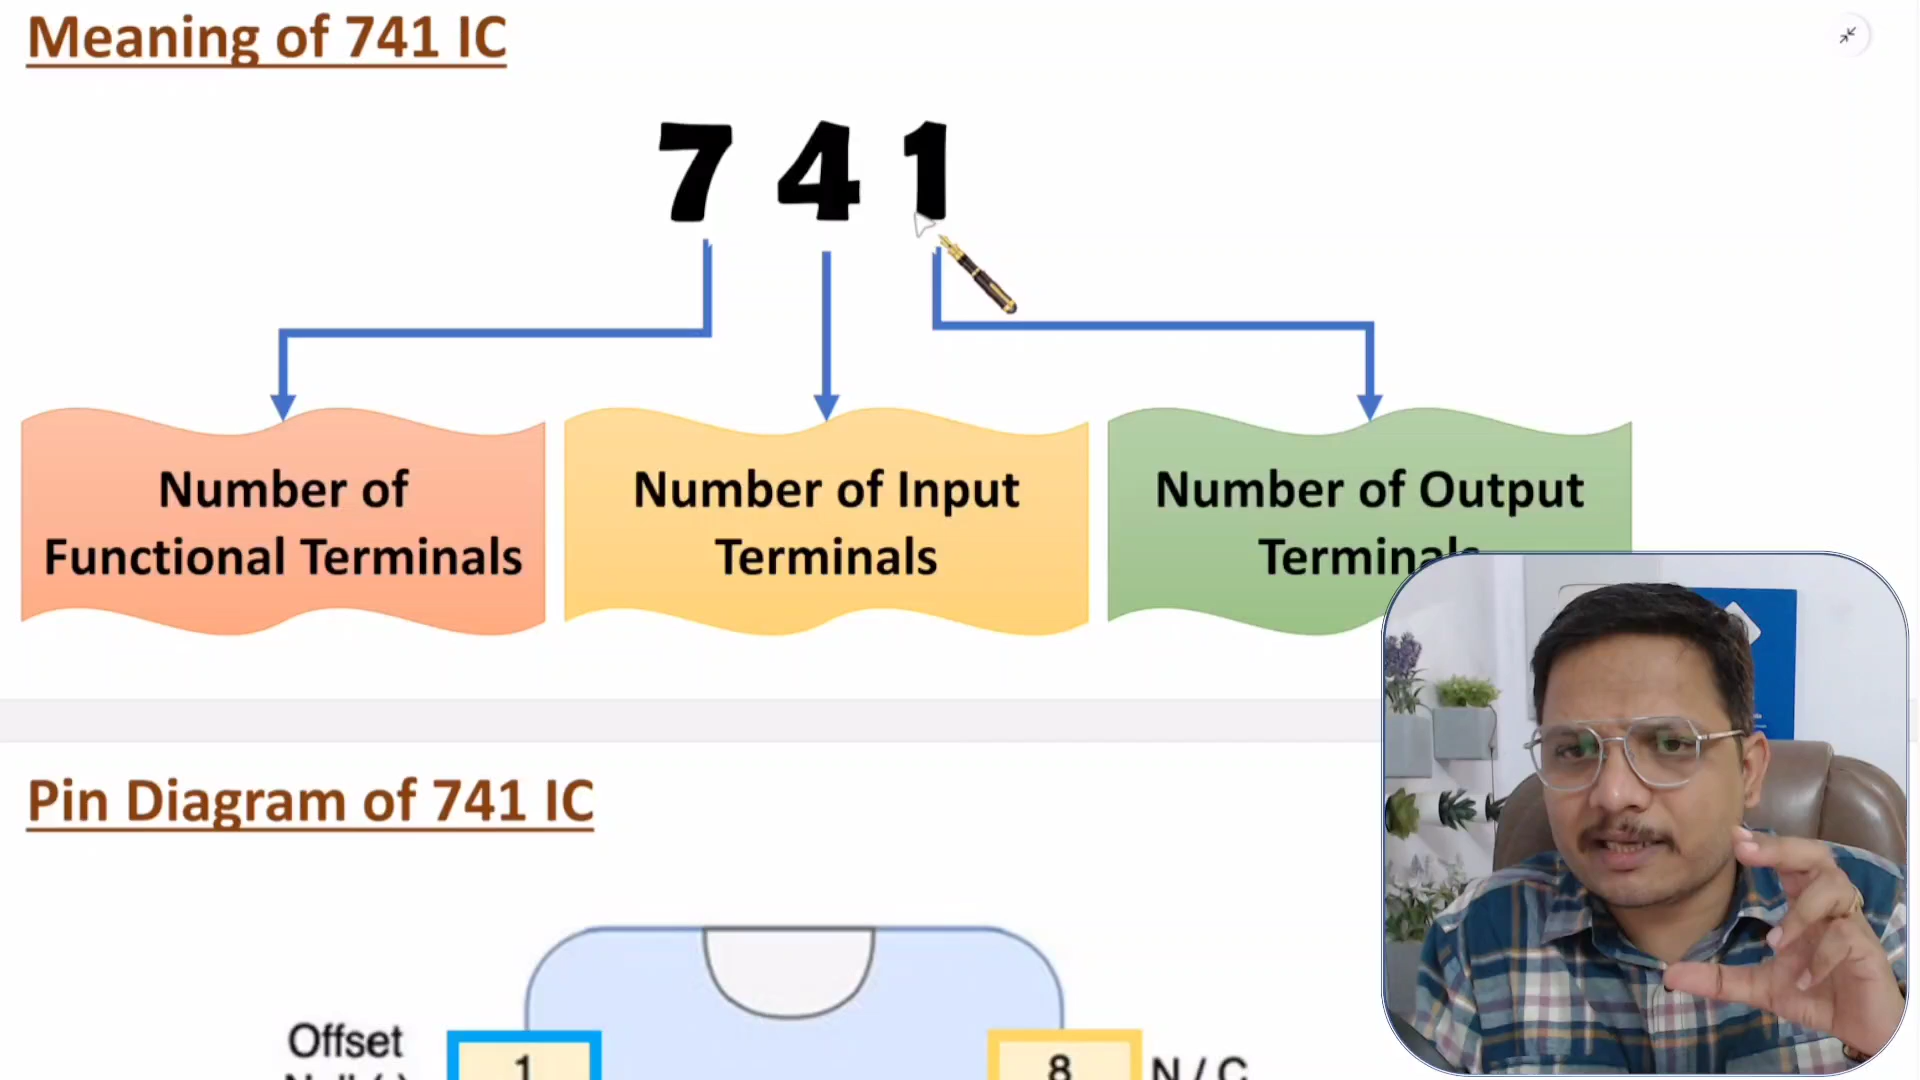 Meaning of 741 IC
7 4 1
Number of
Functional Terminals
Number of Input
Terminals
Number of Output
Terminals
Pin Diagram of 741 IC
Offset
1
8
N / C